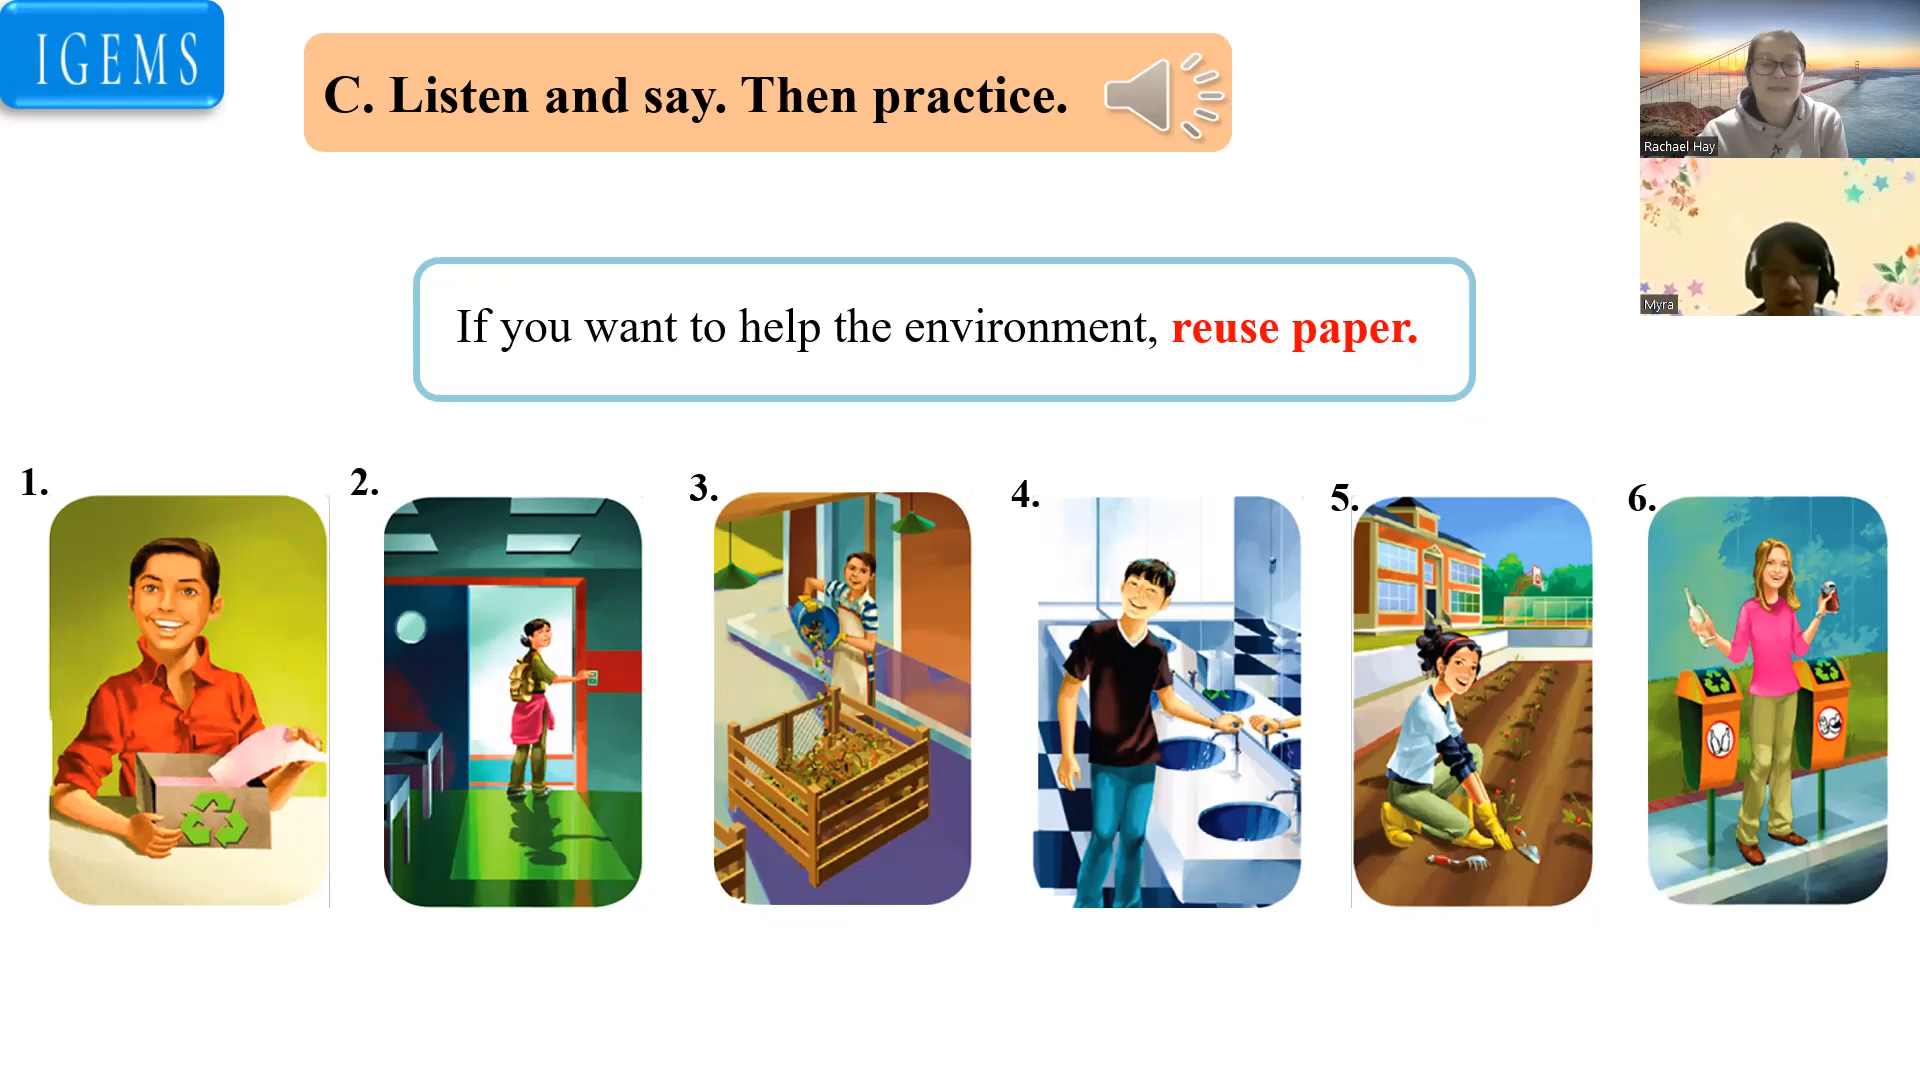 IGEMS
C. Listen and say. Then practice.
Rachael Hay
If you want to help the environment, reuse paper.
Myra
1.
2.
3.
4.
5.
6.